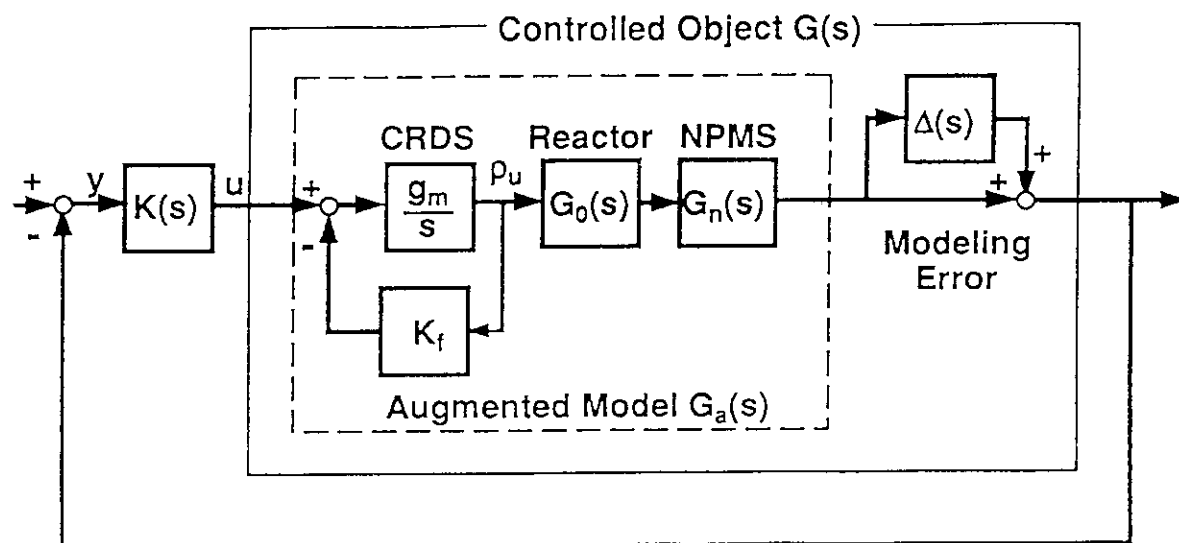 Controlled Object G(s)
CRDS
Reactor
NPMS
Δ(s)
+
y
K(s)
u
+
g_m
s
ρ_u
G_0(s)
G_n(s)
+
+
-
-
K_f
Modeling
Error
Augmented Model G_a(s)